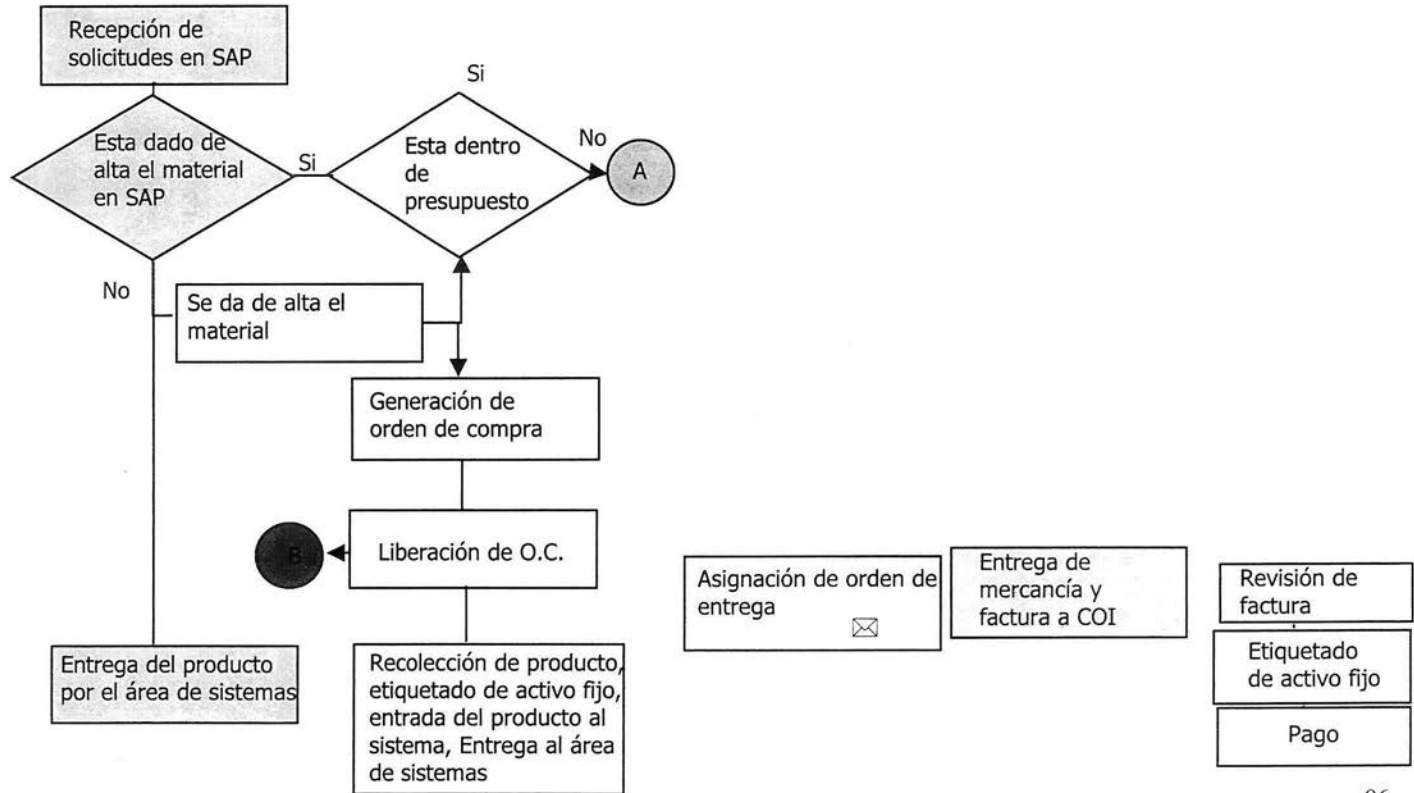 Recepción de
solicitudes en SAP
Si
Esta dado de
alta el material
en SAP
Si
Esta dentro
de
presupuesto
No
A
No
Se da de alta el
material
Generación de
orden de compra
B
Liberación de O.C.
Asignación de orden de
entrega
Entrega de
mercancía y
factura a COI
Revisión de
factura
Entrega del producto
por el área de sistemas
Recolección de producto,
etiquetado de activo fijo,
entrada del producto al
sistema, Entrega al área
de sistemas
Etiquetado
de activo fijo
Pago